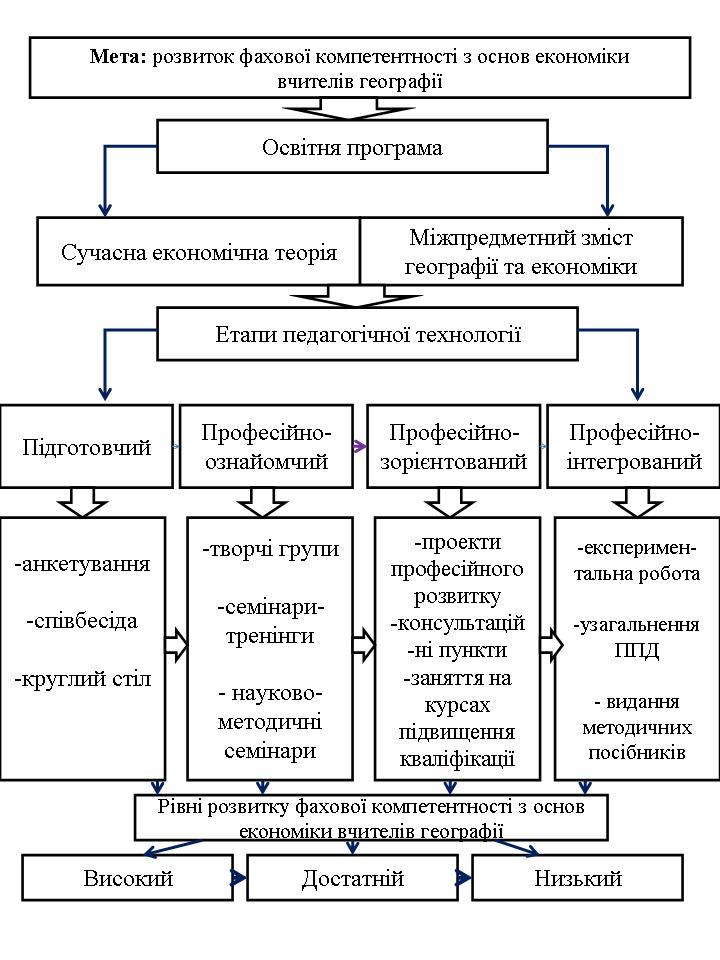 Мета: розвиток фахової компетентності з основ економіки
вчителів географії
Освітня програма
Сучасна економічна теорія
Міжпредметний зміст
географії та економіки
Етапи педагогічної технології
Підготовчий
Професійно-
ознайомчий
Професійно-
зорієнтований
Професійно-
інтегрований
-анкетування
-співбесіда
-круглий стіл
-творчі групи
-семінари-
тренінги
- науково-
методичні
семінари
-проекти
професійного
розвитку
-консультацій
-ні пункти
-заняття на
курсах
підвищення
кваліфікації
-експеримен-
тальна робота
-узагальнення
ППД
- видання
методичних
посібників
Рівні розвитку фахової компетентності з основ
економіки вчителів географії
Високий
Достатній
Низький